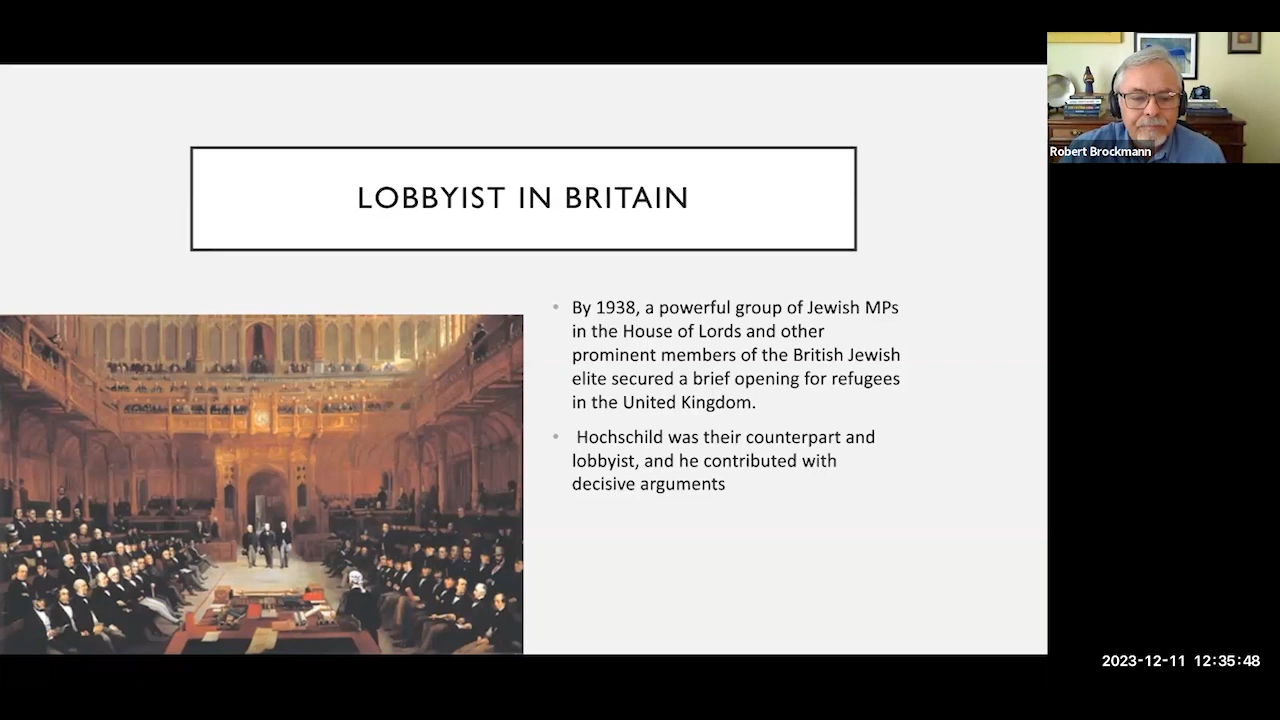 LOBBYIST IN BRITAIN
• By 1938, a powerful group of Jewish MPs
in the House of Lords and other
prominent members of the British Jewish
elite secured a brief opening for refugees
in the United Kingdom.
• Hochschild was their counterpart and
lobbyist, and he contributed with
decisive arguments
Robert Brockmann
2023-12-11 12:35:48